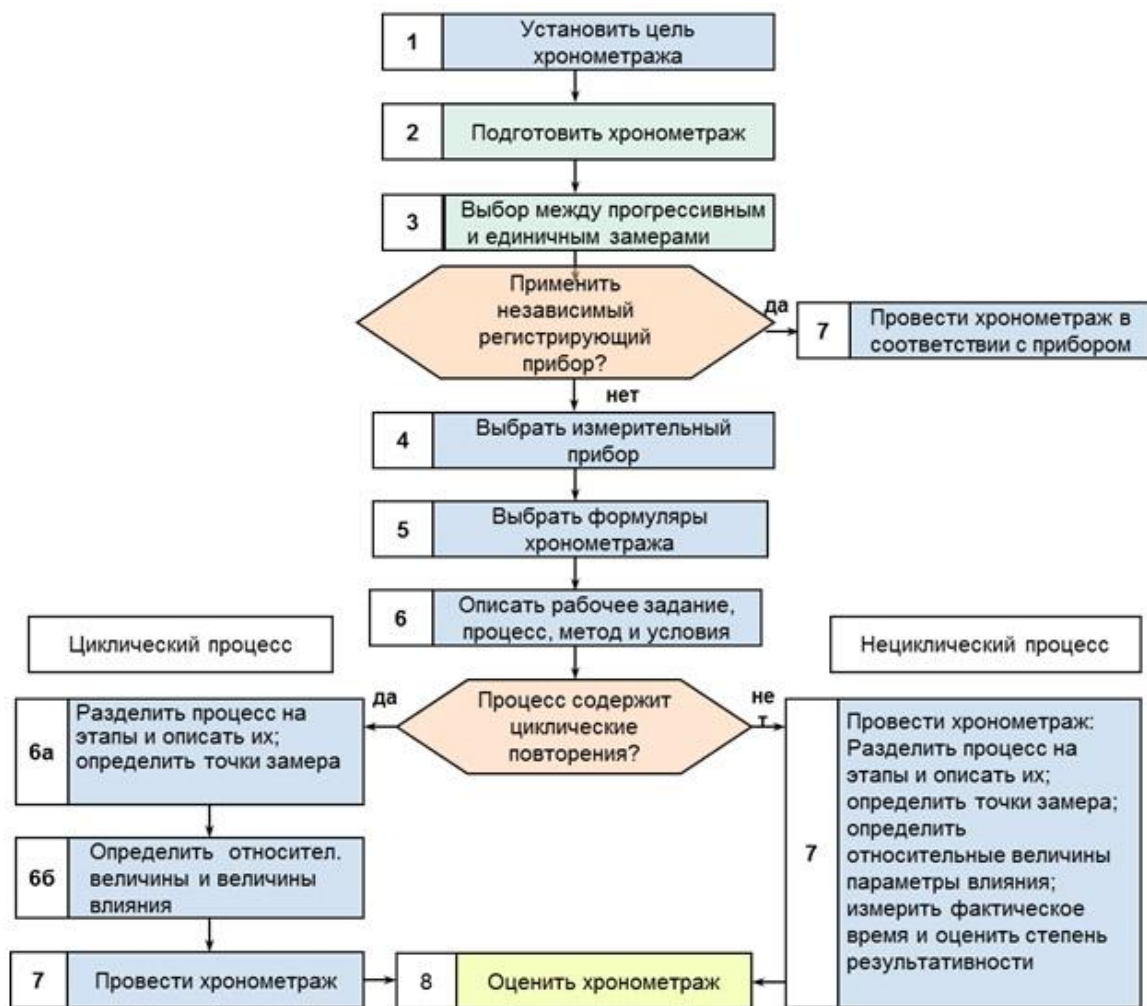 1
Установить цель
хронометража
2
Подготовить хронометраж
3
Выбор между прогрессивным
и единичным замерами
Применить
независимый
регистрирующий
прибор?
да
7
Провести хронометраж в
соответствии с прибором
нет
4
Выбрать измерительный
прибор
5
Выбрать формуляры
хронометража
6
Описать рабочее задание,
процесс, метод и условия
Циклический процесс
Нециклический процесс
да
Процесс содержит
циклические
повторения?
не
т
6а
Разделить процесс на
этапы и описать их;
определить точки замера
6б
Определить относител.
величины и величины
влияния
7
Провести хронометраж
8
Оценить хронометраж
7
Провести хронометраж:
Разделить процесс на
этапы и описать их;
определить точки замера;
определить
относительные величины
параметры влияния;
измерить фактическое
время и оценить степень
результативности